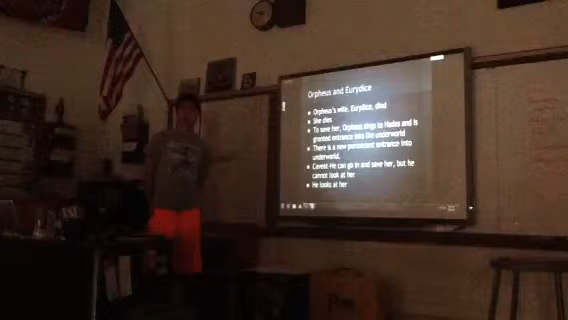 Orpheus and Eurydice
Orpheus's wife, Eurydice, died
She dies
To save her, Orpheus sings to Hades and is
granted entrance into the underworld
There is a new permanent entrance into
underworld.
Caveat-He can go in and save her, but he
cannot look at her
He looks at her